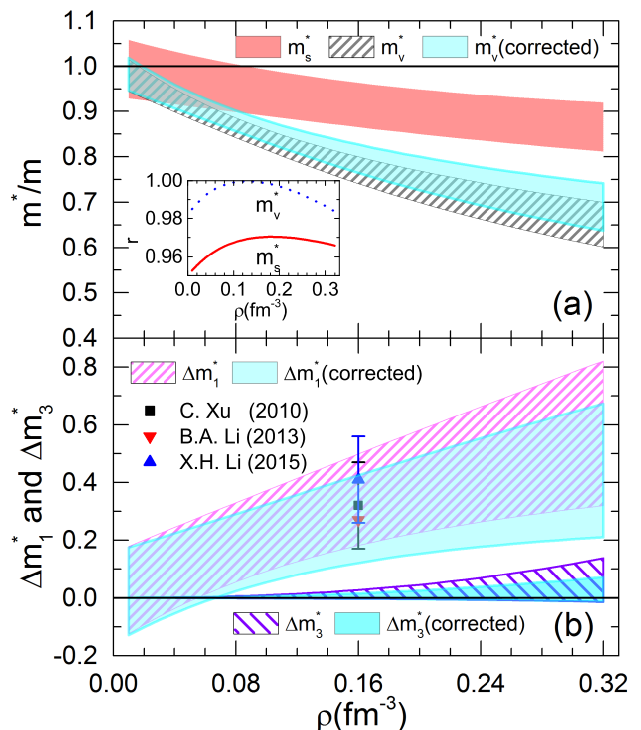 (a)
m*s m*v m*v(corrected)
m*/m
1.0
0.9
0.8
0.7
0.6
0.5
0.4
r
1.00
0.98
0.96
m*v
m*s
0.0 0.1 0.2 0.3
ρ(fm-3)
(a)
0.8
0.6
0.4
0.2
0.0
-0.2
Δm*1 and Δm*3
Δm*1 Δm*1(corrected)
C. Xu (2010)
B.A. Li (2013)
X.H. Li (2015)
Δm*3 Δm*3(corrected)
(b)
0.00 0.08 0.16 0.24 0.32
ρ(fm-3)